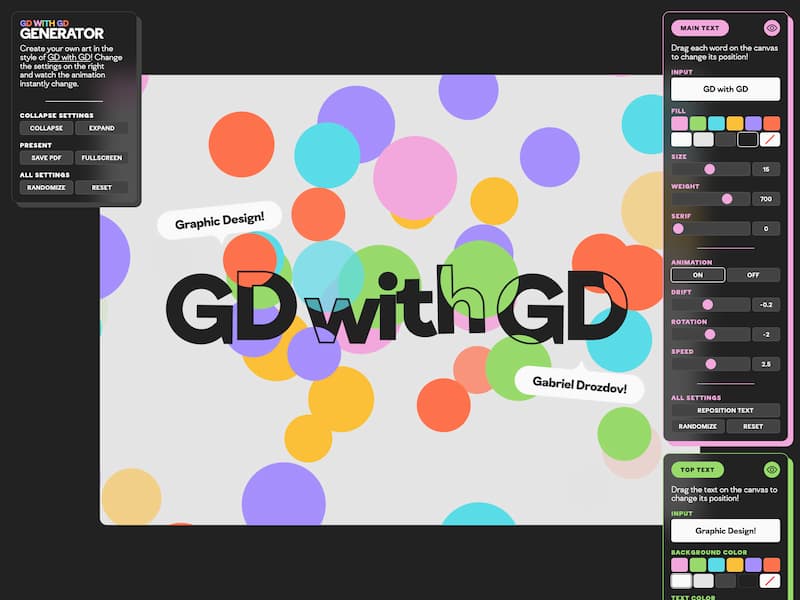 GD WITH GD
GENERATOR
Create your own art in the
style of GD with GD! Change
the settings on the right
and watch the animation
instantly change.
COLLAPSE SETTINGS
COLLAPSE EXPAND
PRESENT
SAVE PDF FULLSCREEN
ALL SETTINGS
RANDOMIZE RESET
Graphic Design!
GD with GD
Gabriel Drozdov!
MAIN TEXT
Drag each word on the canvas
to change its position!
INPUT
GD with GD
FILL
SIZE
15
WEIGHT
700
SERIF
0
ANIMATION
ON OFF
DRIFT
-0.2
ROTATION
-2
SPEED
2.5
ALL SETTINGS
REPOSITION TEXT
RANDOMIZE RESET
TOP TEXT
Drag the text on the canvas to
change its position!
INPUT
Graphic Design!
BACKGROUND COLOR
TEXT COLOR